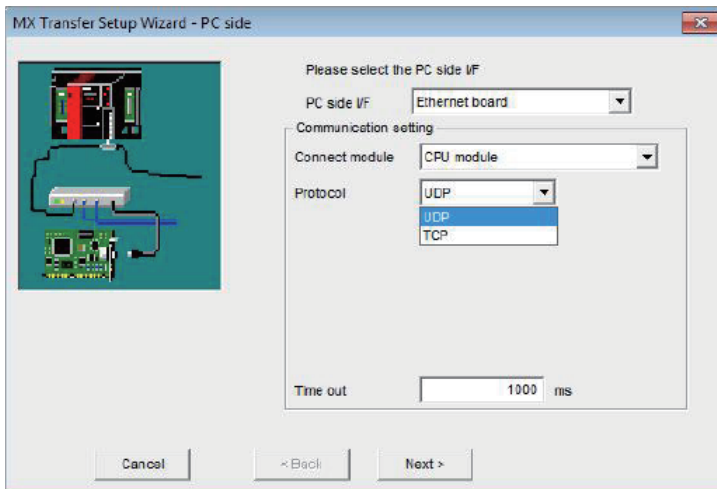 MX Transfer Setup Wizard - PC side
Please select the PC side I/F
PC side I/F Ethernet board
Communication setting
Connect module CPU module
Protocol UDP
UDP
TCP
Time out 1000 ms
Cancel < Back Next >